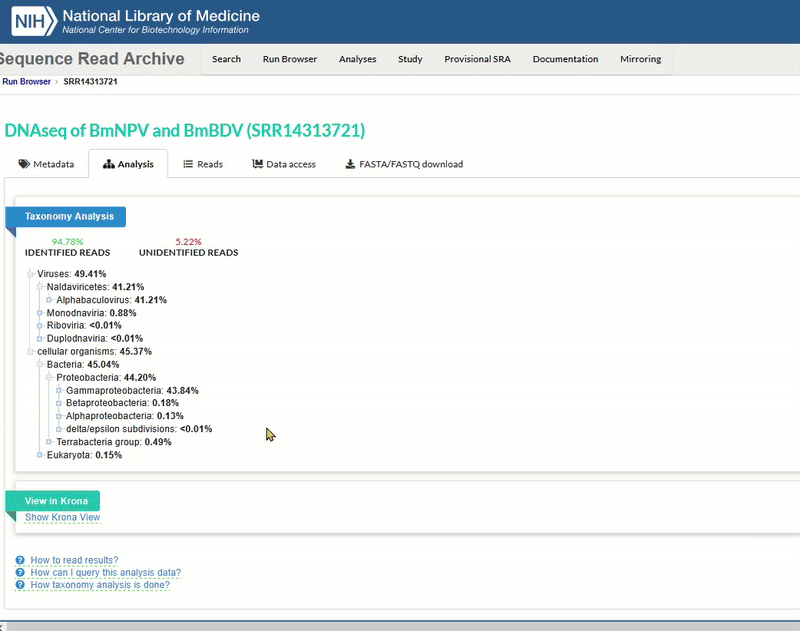 NIH National Library of Medicine
National Center for Biotechnology Information
Sequence Read Archive Search Run Browser Analyses Study Provisional SRA Documentation Mirroring
Run Browser › SRR14313721
DNAseq of BmNPV and BmBDV (SRR14313721)
Metadata Analysis Reads Data access FASTA/FASTQ download
Taxonomy Analysis
94.78% 5.22%
IDENTIFIED READS UNIDENTIFIED READS
Viruses: 49.41%
Naldaviricetes: 41.21%
Alphabaculovirus: 41.21%
Monodnaviria: 0.88%
Riboviria: <0.01%
Duplodnaviria: <0.01%
cellular organisms: 45.37%
Bacteria: 45.04%
Proteobacteria: 44.20%
Gammaproteobacteria: 43.84%
Betaproteobacteria: 0.18%
Alphaproteobacteria: 0.13%
delta/epsilon subdivisions: <0.01%
Terrabacteria group: 0.49%
Eukaryota: 0.15%
View in Krona
Show Krona View
? How to read results?
? How can I query this analysis data?
? How taxonomy analysis is done?